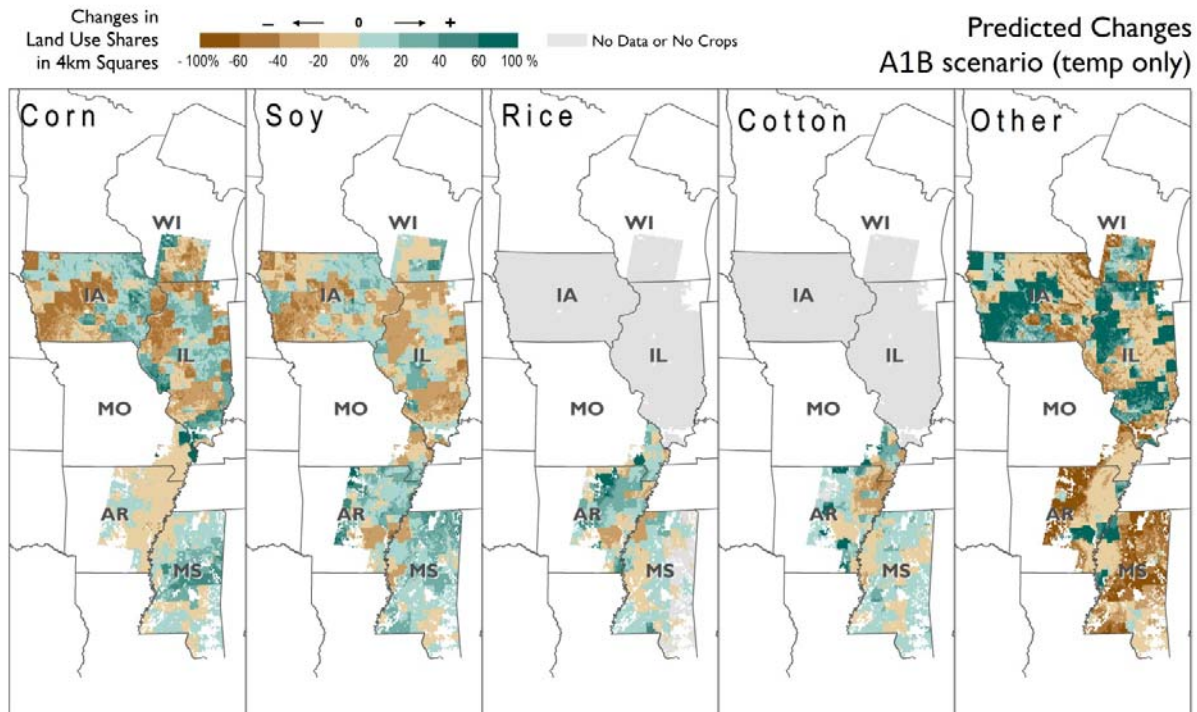 Changes in
Land Use Shares
in 4km Squares
– 0 +
- 100% -60 -40 -20 0% 20 40 60 100 %
No Data or No Crops
Predicted Changes
A1B scenario (temp only)
Corn
WI
IA
IL
MO
AR
MS
Soy
WI
IA
IL
MO
AR
MS
Rice
WI
IA
IL
MO
AR
MS
Cotton
WI
IA
IL
MO
AR
MS
Other
WI
IA
IL
MO
AR
MS